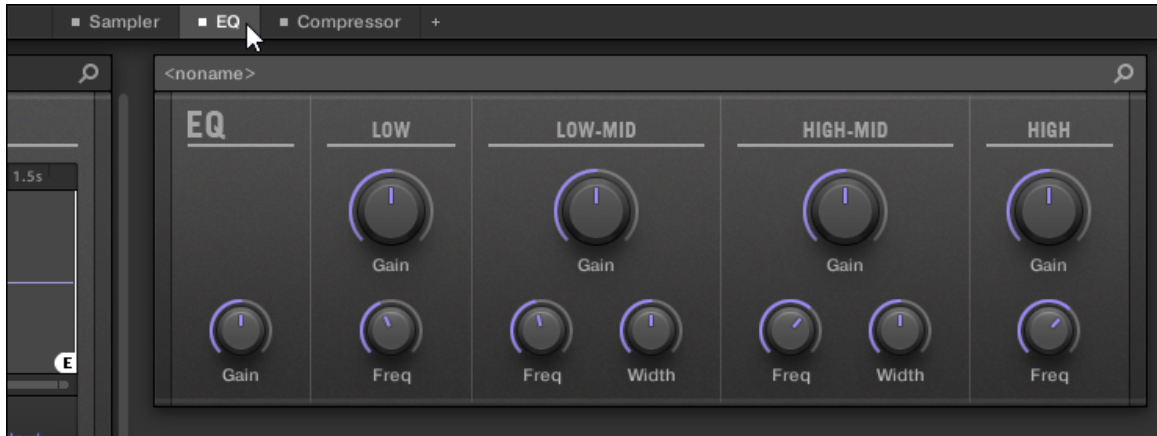 Sampler EQ Compressor +
<noname>
EQ LOW LOW-MID HIGH-MID HIGH
1.5s
Gain Gain Gain Gain
E
Gain Freq Freq Width Freq Width Freq